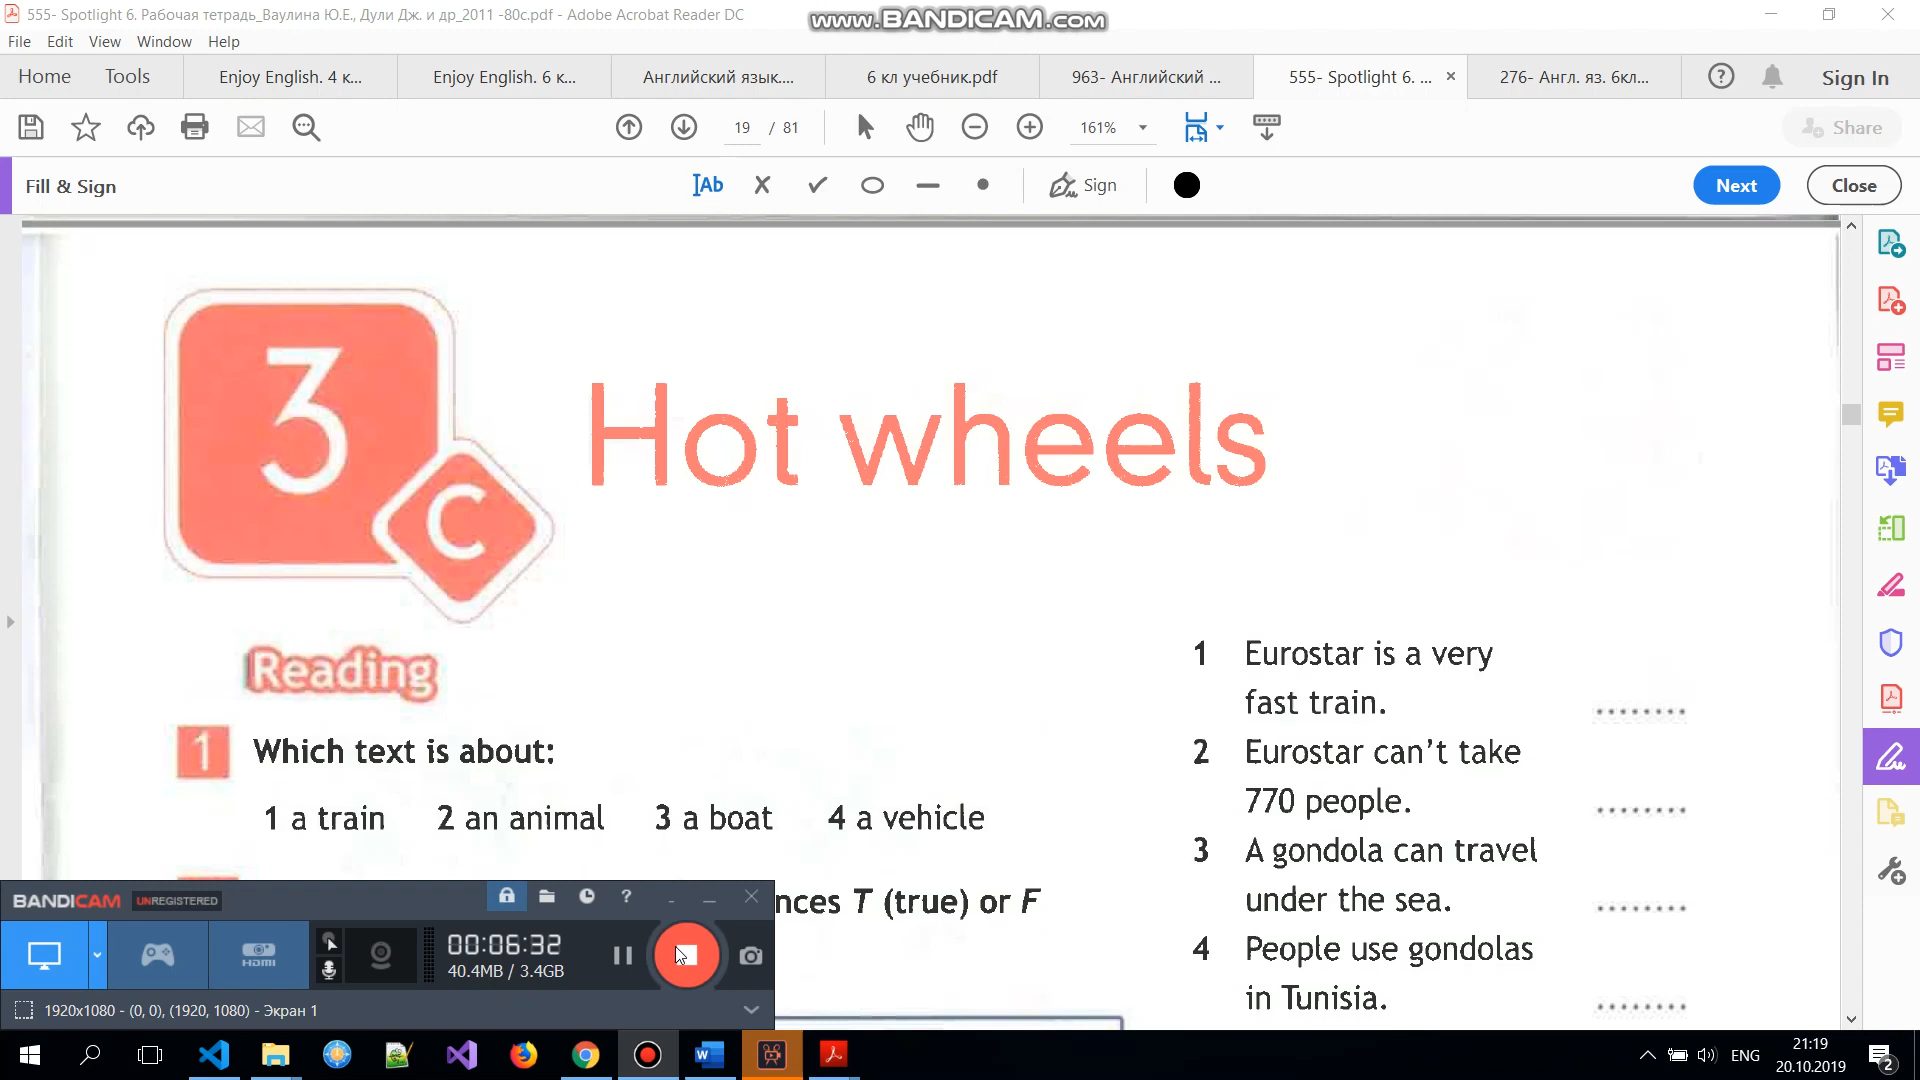 555- Spotlight 6. Рабочая тетрадь_Ваулина Ю.Е., Дули Дж. и др_2011 -80с.pdf - Adobe Acrobat Reader DC
www.BANDICAM.com
File Edit View Window Help
Home Tools Enjoy English. 4 к... Enjoy English. 6 к... Английский язык.... 6 кл учебник.pdf 963- Английский ... 555- Spotlight 6. ... 276- Англ. яз. 6кл... Sign In
19 / 81 161% Share
Fill & Sign Ab Sign Next Close
3
C
Hot wheels
Reading
1 Which text is about:
1 a train 2 an animal 3 a boat 4 a vehicle
nces T (true) or F
1 Eurostar is a very
fast train. ........
2 Eurostar can't take
770 people. ........
3 A gondola can travel
under the sea. ........
4 People use gondolas
in Tunisia. ........
BANDICAM UNREGISTERED
HDMI
00:06:32
40.4MB / 3.4GB
1920x1080 - (0, 0), (1920, 1080) - Экран 1
ENG
21:19
20.10.2019
2